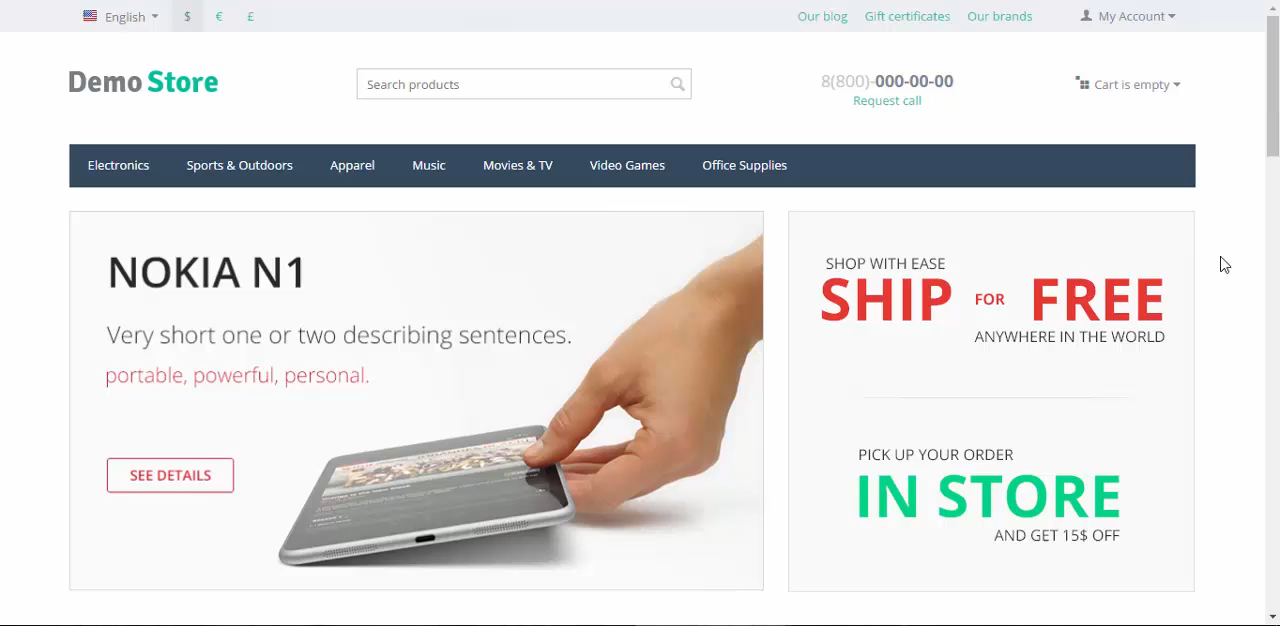 English $ € £ Our blog Gift certificates Our brands My Account
Demo Store Search products 8(800)-000-00-00 Cart is empty
Request call
Electronics Sports & Outdoors Apparel Music Movies & TV Video Games Office Supplies
NOKIA N1
Very short one or two describing sentences.
portable, powerful, personal.
SEE DETAILS
SHOP WITH EASE
SHIP FOR FREE
ANYWHERE IN THE WORLD
PICK UP YOUR ORDER
IN STORE
AND GET 15$ OFF